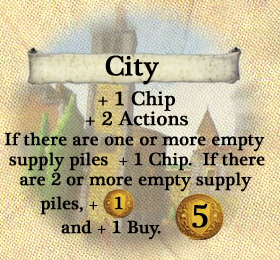 City
+ 1 Chip
+ 2 Actions
If there are one or more empty
supply piles + 1 Chip. If there
are 2 or more empty supply
piles, + 1
and + 1 Buy. 5